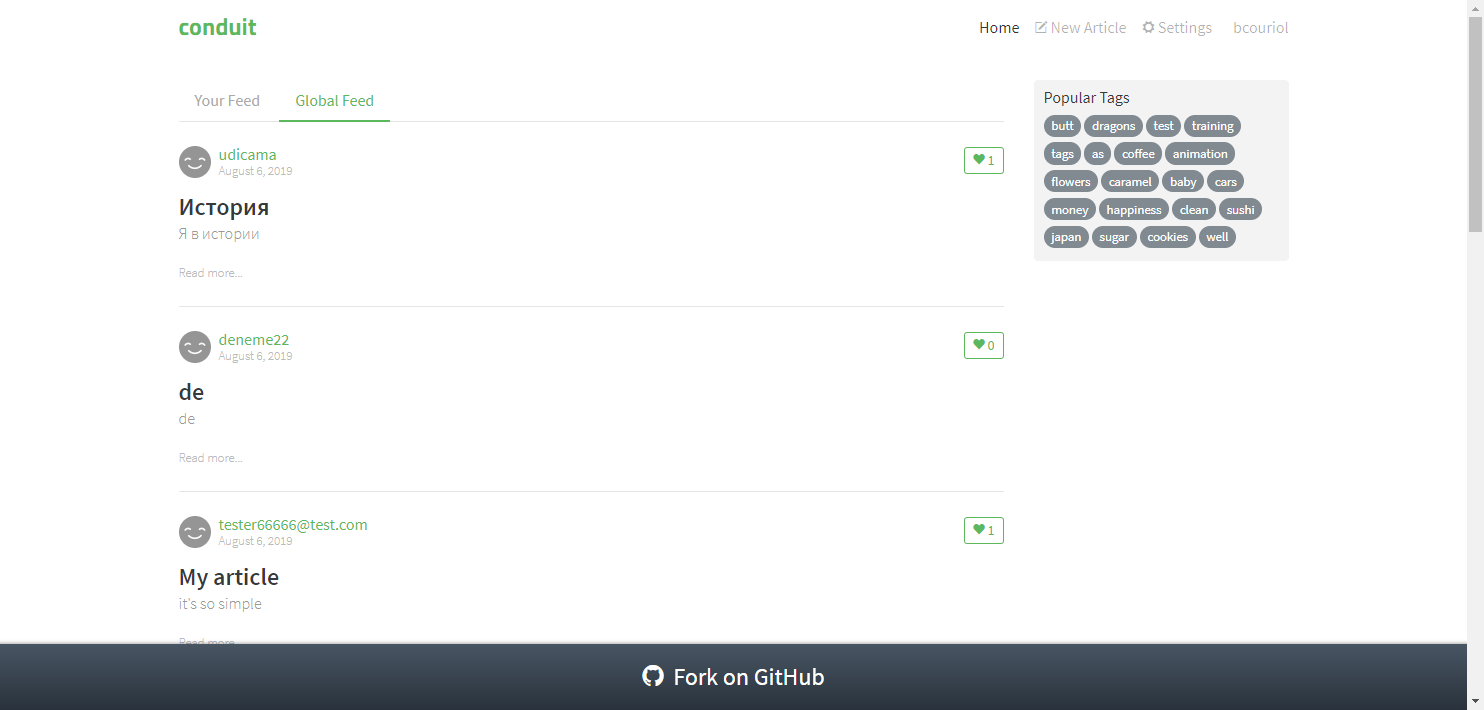 conduit
Home New Article Settings bcouriol
Your Feed Global Feed
udicama
August 6, 2019
1
История
Я в истории
Read more...
deneme22
August 6, 2019
0
de
de
Read more...
tester66666@test.com
August 6, 2019
1
My article
it's so simple
Read more...
Popular Tags
butt dragons test training
tags as coffee animation
flowers caramel baby cars
money happiness clean sushi
japan sugar cookies well
Fork on GitHub